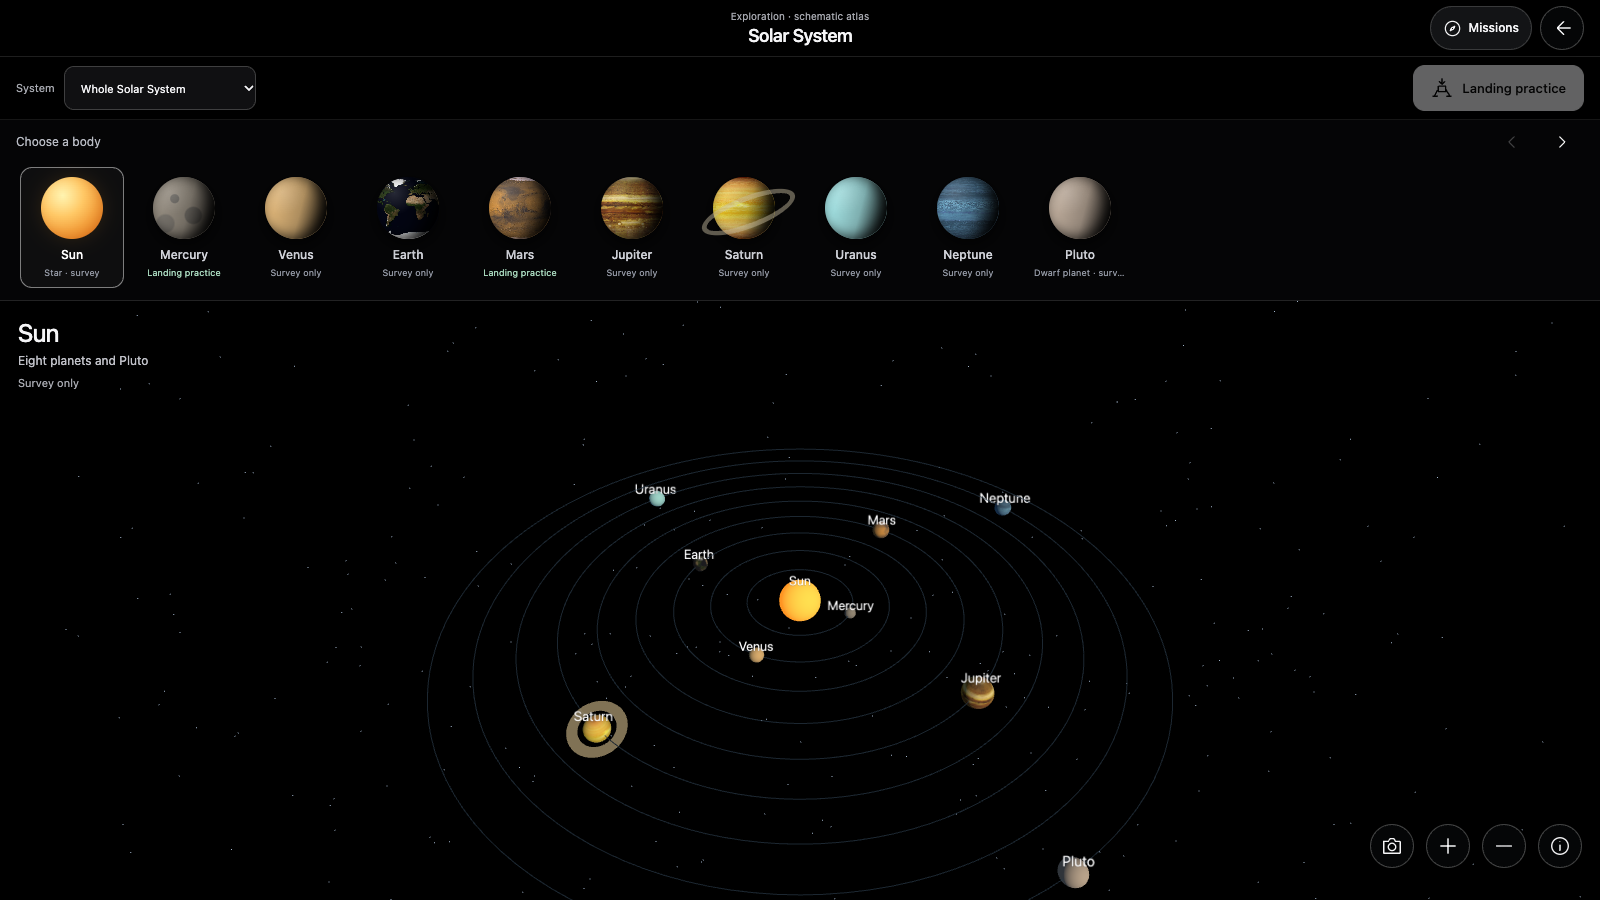 Exploration · schematic atlas
Solar System
Missions
System
Whole Solar System
Landing practice
Choose a body
Sun
Star · survey
Mercury
Landing practice
Venus
Survey only
Earth
Survey only
Mars
Landing practice
Jupiter
Survey only
Saturn
Survey only
Uranus
Survey only
Neptune
Survey only
Pluto
Dwarf planet · surv...
Sun
Eight planets and Pluto
Survey only
Uranus
Neptune
Mars
Earth
Sun
Mercury
Venus
Jupiter
Saturn
Pluto